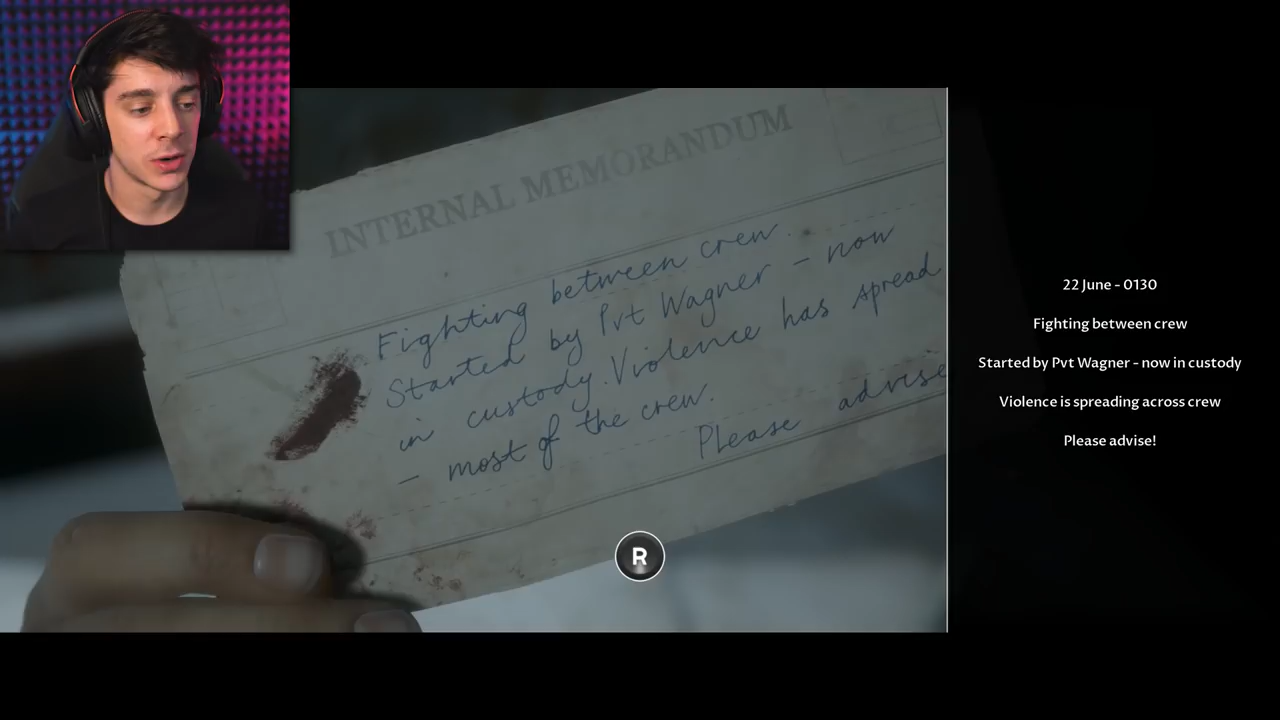 INTERNAL MEMORANDUM
Fighting between crew.
Started by Pvt Wagner - now
in custody. Violence has spread
- most of the crew.
Please advise
R
22 June - 0130
Fighting between crew
Started by Pvt Wagner - now in custody
Violence is spreading across crew
Please advise!